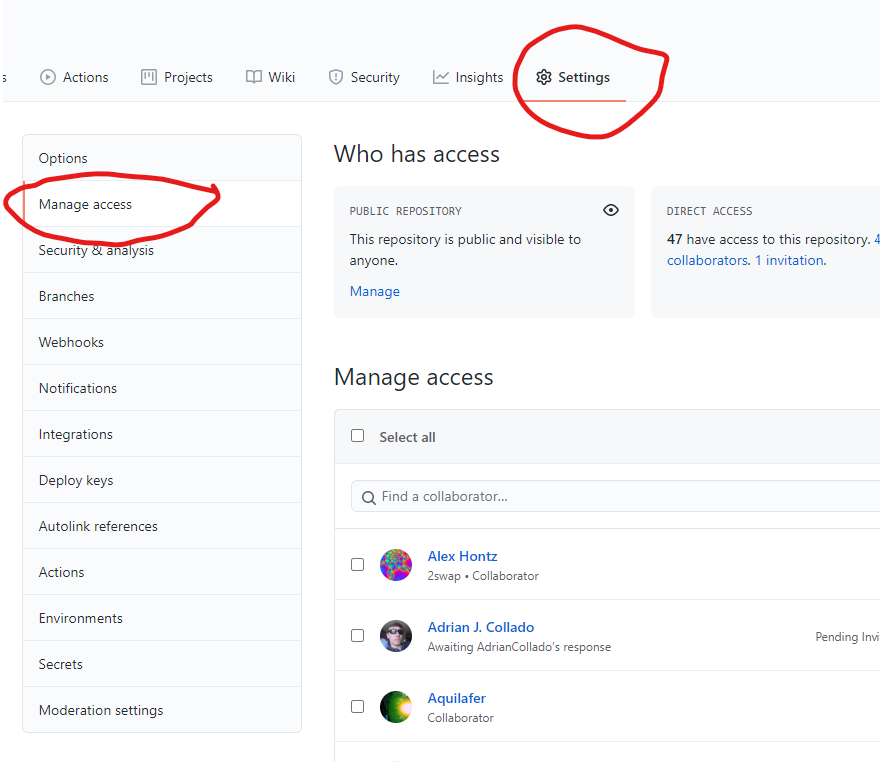 Actions Projects Wiki Security Insights Settings
Options
Manage access
Security & analysis
Branches
Webhooks
Notifications
Integrations
Deploy keys
Autolink references
Actions
Environments
Secrets
Moderation settings
Who has access
PUBLIC REPOSITORY
This repository is public and visible to
anyone.
Manage
DIRECT ACCESS
47 have access to this repository.
collaborators. 1 invitation.
Manage access
Select all
Find a collaborator...
Alex Hontz
2swap • Collaborator
Adrian J. Collado
Awaiting AdrianCollado's response
Pending Invi
Aquilafer
Collaborator